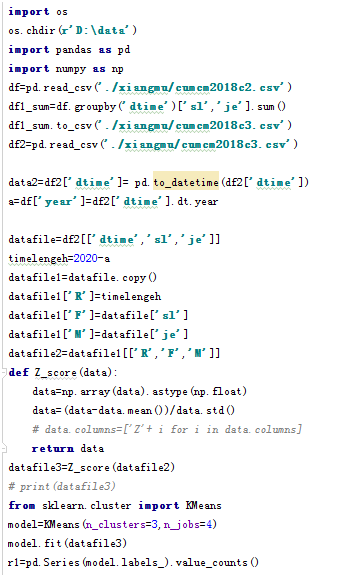 import os
os.chdir(r'D:\data')
import pandas as pd
import numpy as np
df=pd.read_csv('./xiangmu/cumcm2018c2.csv')
df1_sum=df.groupby('dtime')['sl','je'].sum()
df1_sum.to_csv('./xiangmu/cumcm2018c3.csv')
df2=pd.read_csv('./xiangmu/cumcm2018c3.csv')
data2=df2['dtime']= pd.to_datetime(df2['dtime'])
a=df['year']=df2['dtime'].dt.year
datafile=df2[['dtime','sl','je']]
timelengeh=2020-a
datafile1=datafile.copy()
datafile1['R']=timelengeh
datafile1['F']=datafile['sl']
datafile1['M']=datafile['je']
datafile2=datafile1[['R','F','M']]
def Z_score(data):
    data=np.array(data).astype(np.float)
    data=(data-data.mean())/data.std()
    # data.columns=['Z'+ i for i in data.columns]
    return data
datafile3=Z_score(datafile2)
# print(datafile3)
from sklearn.cluster import KMeans
model=KMeans(n_clusters=3,n_jobs=4)
model.fit(datafile3)
r1=pd.Series(model.labels_).value_counts()